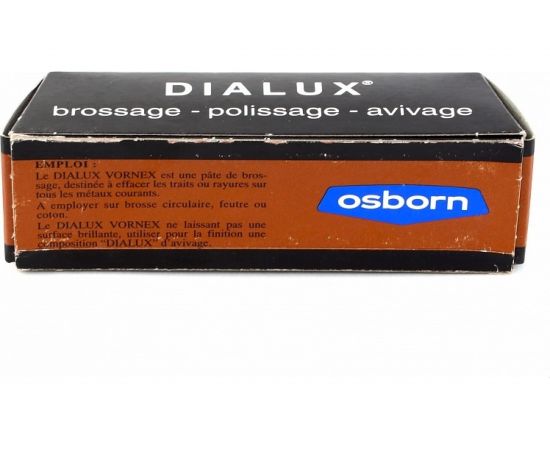 DIALUX®
brossage - polissage - avivage
EMPLOI :
Le DIALUX VORNEX est une pâte de bros-
sage, destinée à effacer les traits ou rayures sur
tous les métaux courants.
A employer sur brosse circulaire, feutre ou
coton.
Le DIALUX VORNEX ne laissant pas une
surface brillante, utiliser pour la finition une
composition "DIALUX" d'avivage.
osborn